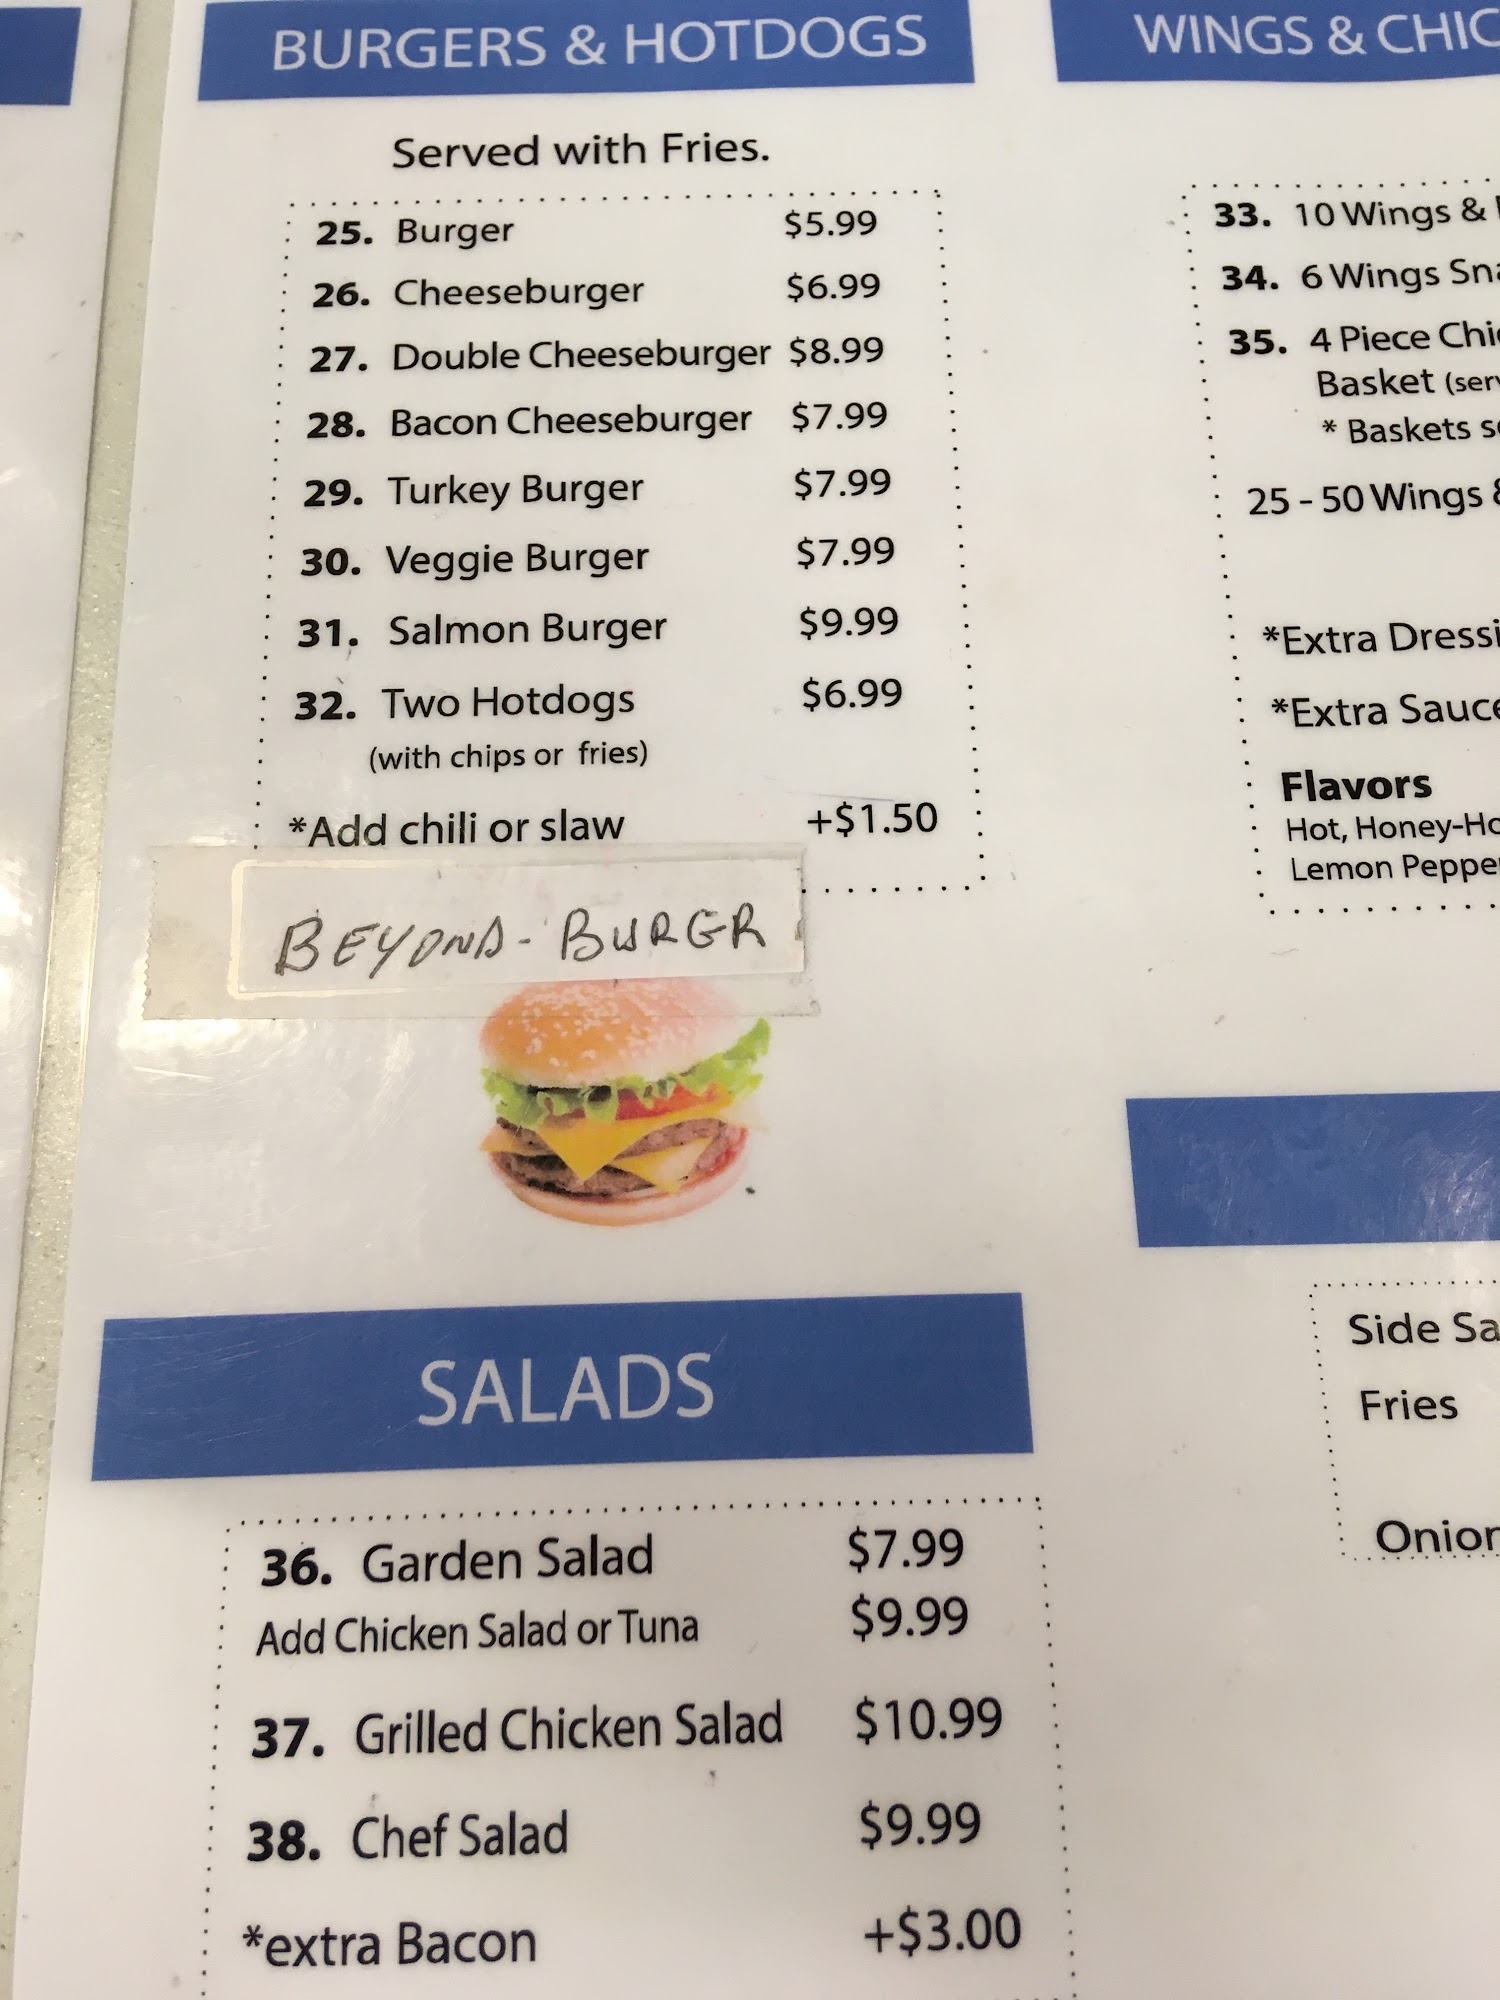 BURGERS & HOTDOGS
Served with Fries.
25. Burger $5.99
26. Cheeseburger $6.99
27. Double Cheeseburger $8.99
28. Bacon Cheeseburger $7.99
29. Turkey Burger $7.99
30. Veggie Burger $7.99
31. Salmon Burger $9.99
32. Two Hotdogs $6.99
(with chips or fries)
*Add chili or slaw +$1.50
BEYOND-BURGER
SALADS
36. Garden Salad $7.99
Add Chicken Salad or Tuna $9.99
37. Grilled Chicken Salad $10.99
38. Chef Salad $9.99
*extra Bacon +$3.00
WINGS &
33. 10 Wings &
34. 6 Wings
35. 4 Piece
Basket
* Baskets
25 - 50 Wings
*Extra
*Extra
Flavors
Hot,
Lemon
Side
Fries